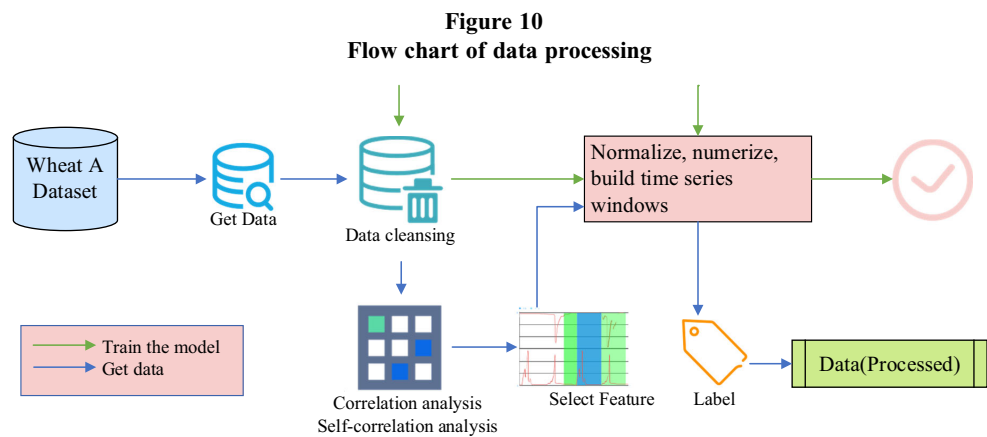 Figure 10
Flow chart of data processing
Wheat A
Dataset
Get Data
Data cleansing
Normalize, numerize,
build time series
windows
Train the model
Get data
Correlation analysis
Self-correlation analysis
Select Feature
Label
Data(Processed)